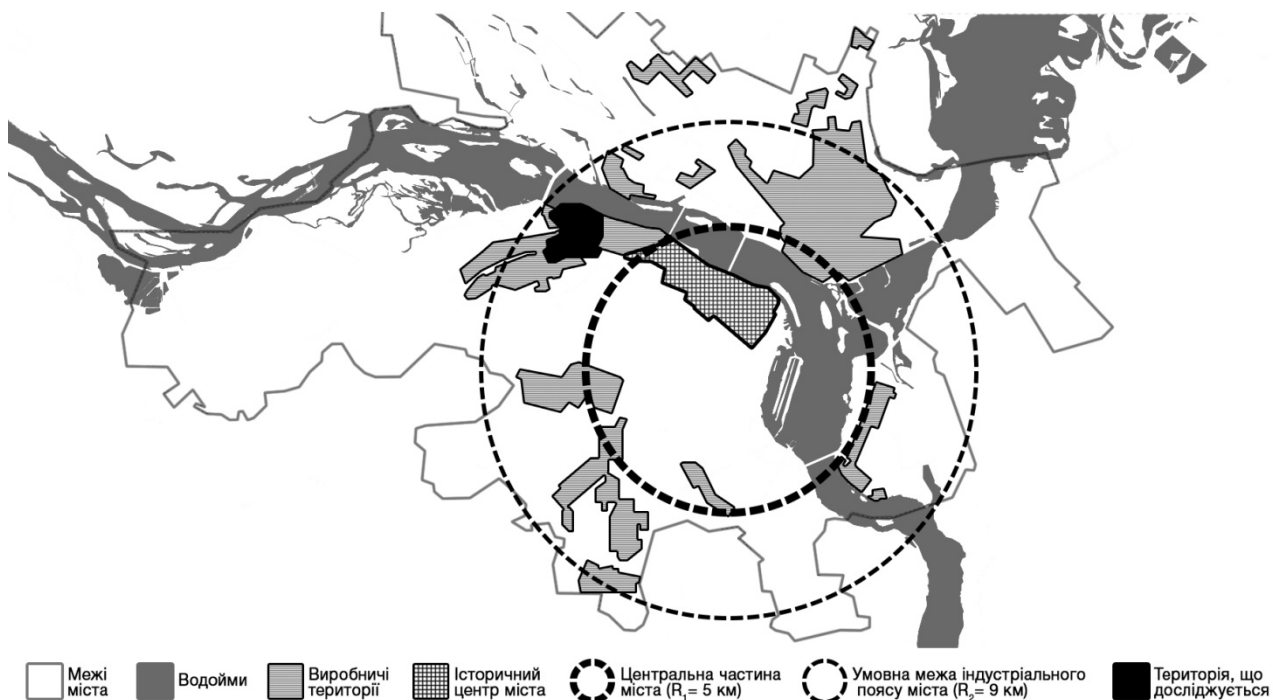 Межі
міста
Водойми
Виробничі
території
Історичний
центр міста
Центральна частина
міста (R₁= 5 км)
Умовна межа індустріального
поясу міста (R₂= 9 км)
Територія, що
досліджується